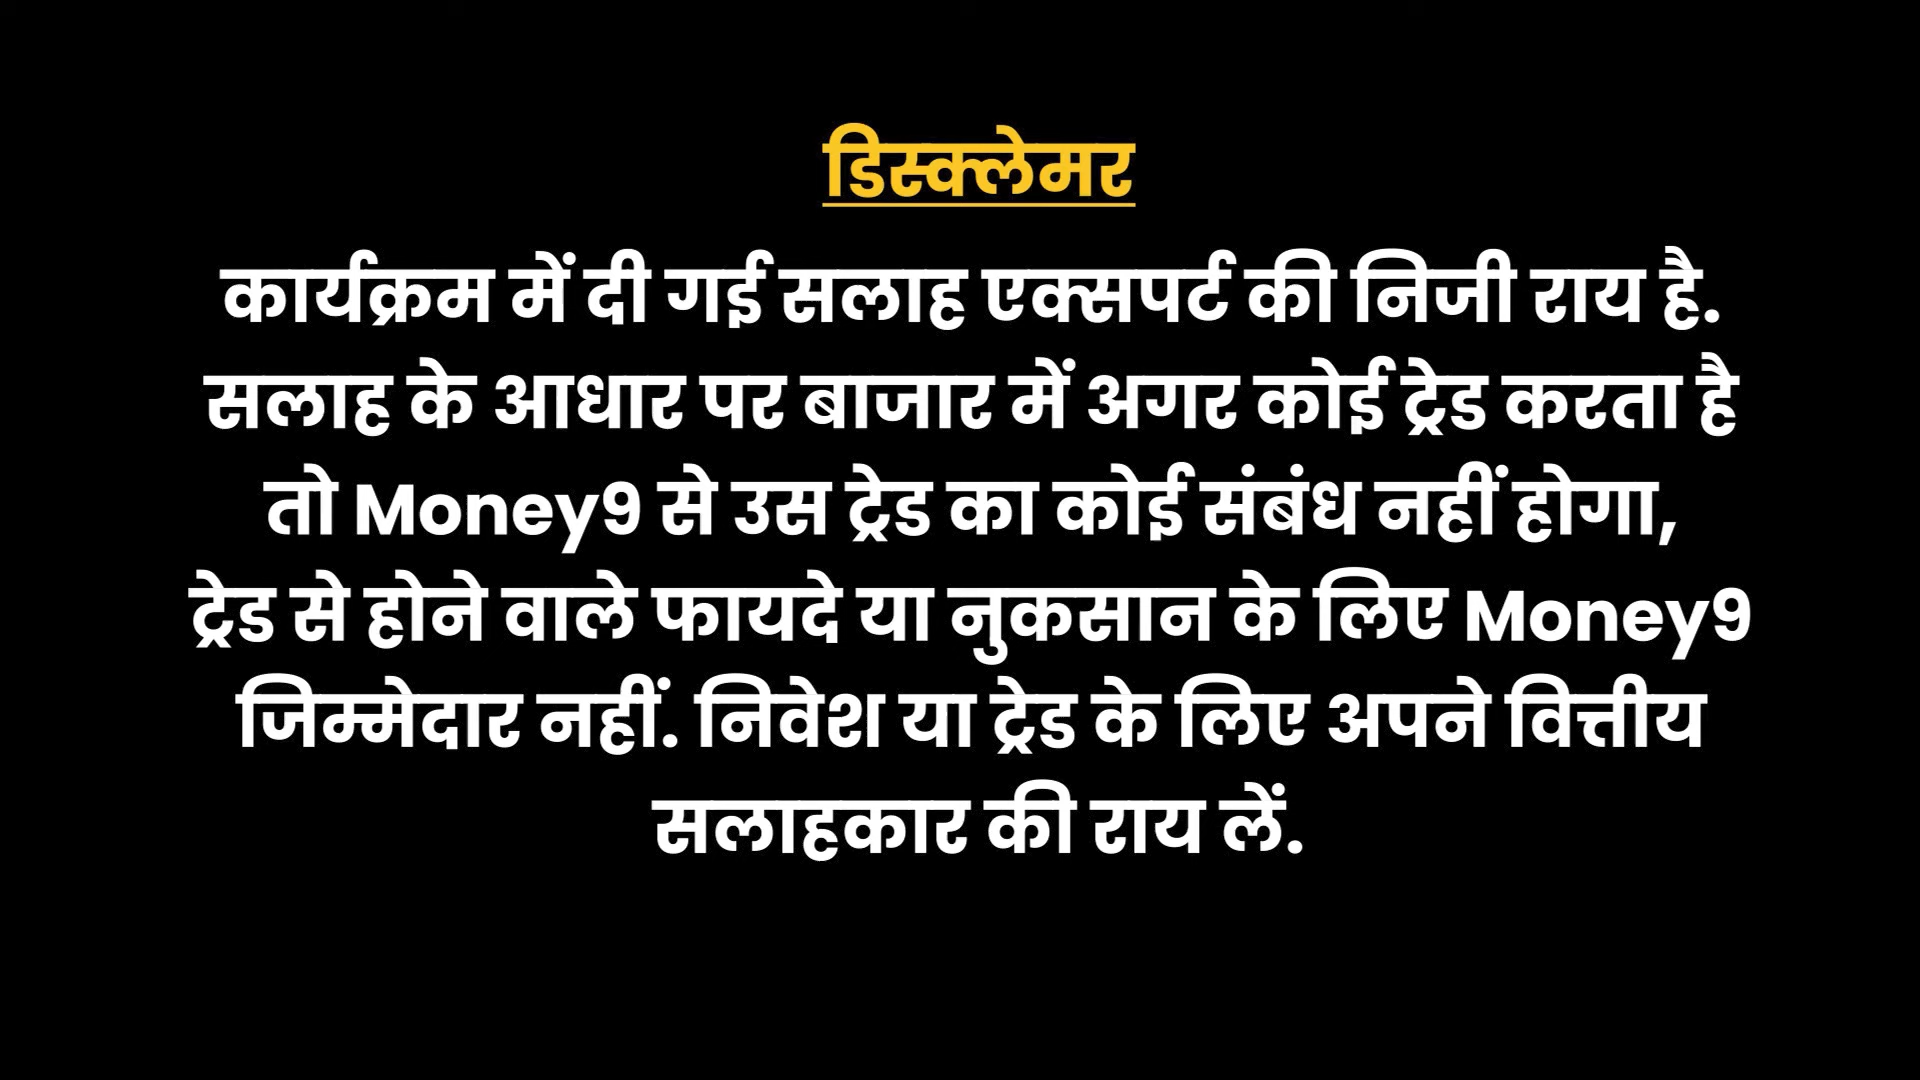 डिस्क्लेमर
कार्यक्रम में दी गई सलाह एक्सपर्ट की निजी राय है.
सलाह के आधार पर बाजार में अगर कोई ट्रेड करता है
तो Money9 से उस ट्रेड का कोई संबंध नहीं होगा,
ट्रेड से होने वाले फायदे या नुकसान के लिए Money9
जिम्मेदार नहीं. निवेश या ट्रेड के लिए अपने वित्तीय
सलाहकार की राय लें.